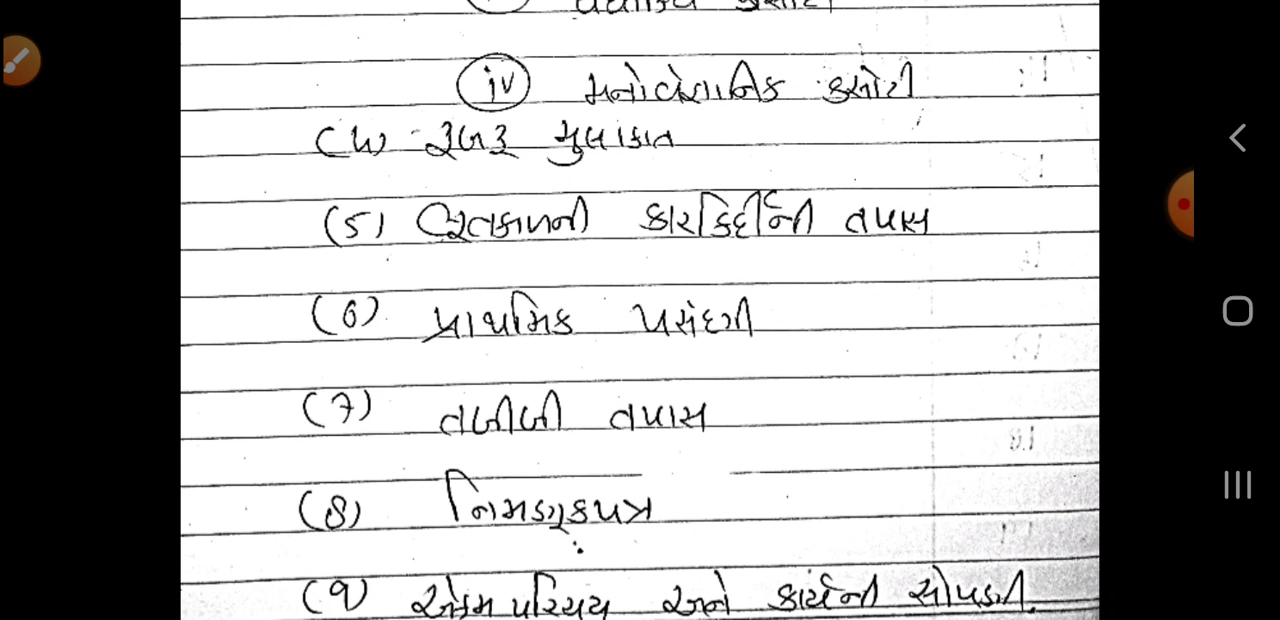 (iv) મનોવૈજ્ઞાનિક કસોટી
(4) રૂબરૂ મુલાકાત
(5) ભૂતકાળની કારકિર્દીની તપાસ
(6) પ્રાથમિક પસંદગી
(7) તબીબી તપાસ
(8) નિમણૂકપત્ર
(9) એકમ પરિચય અને કાર્યની સોંપણી.